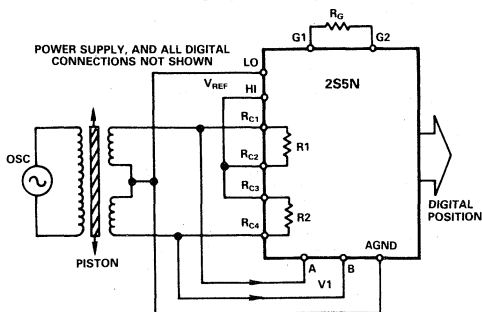 RG
G1 G2
POWER SUPPLY, AND ALL DIGITAL
CONNECTIONS NOT SHOWN
LO
VREF
2S5N
HI
RC1
R1
OSC
RC2
RC3
R2
DIGITAL
POSITION
RC4
AGND
PISTON
A B
V1